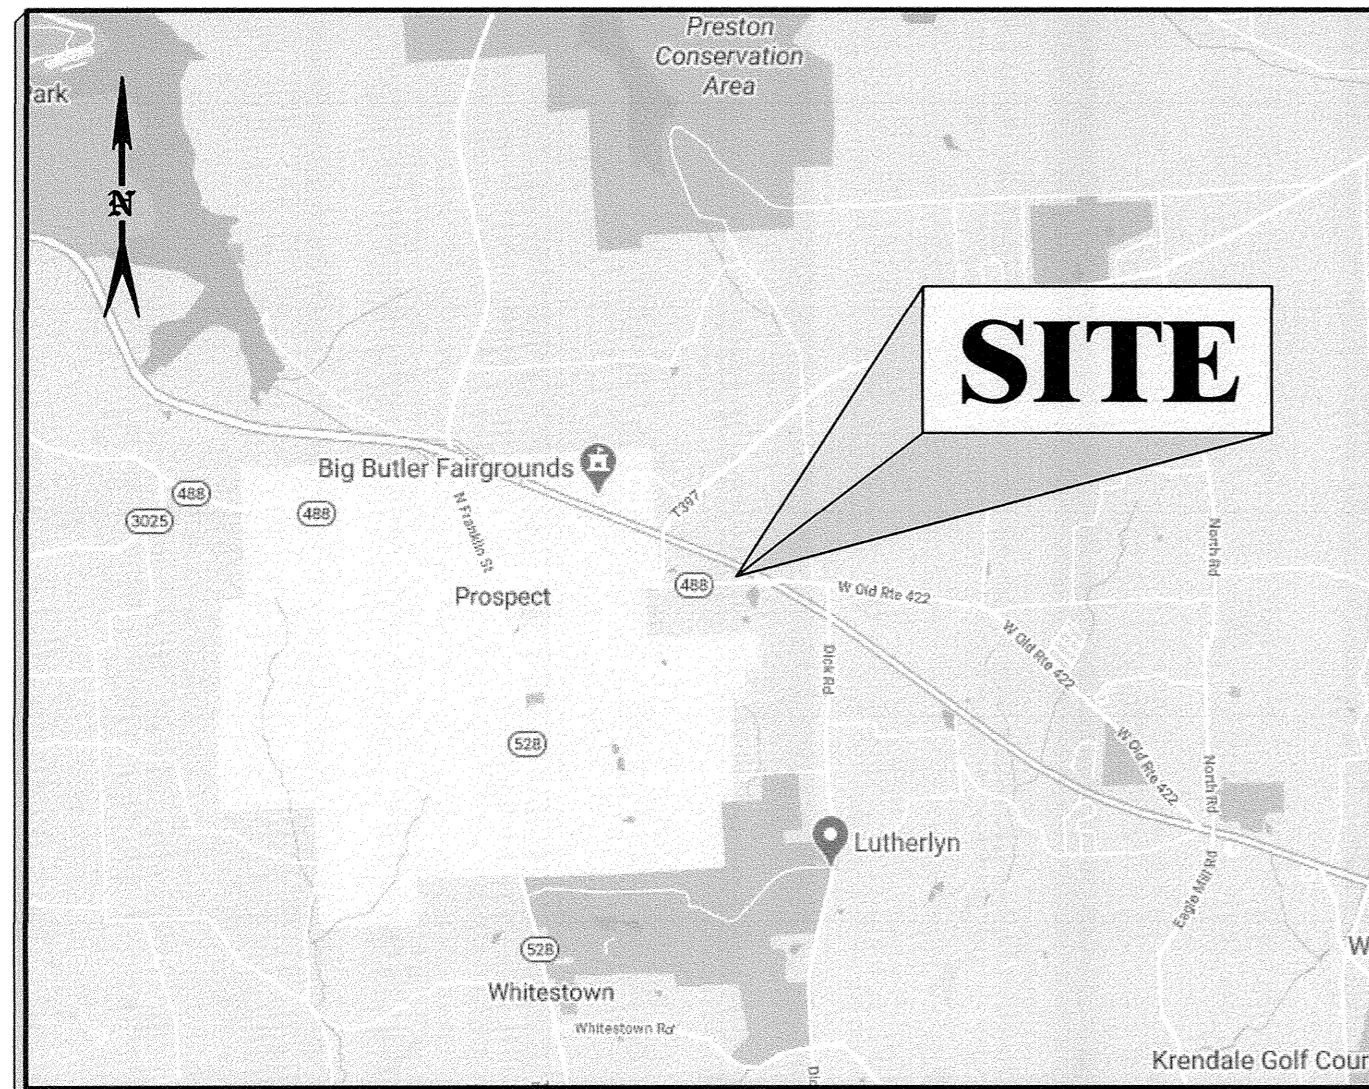 Preston
Conservation
Area
Park
N
SITE
Big Butler Fairgrounds
488
3025
488
N Franklin St
T397
North Rd
488
Prospect
W Old Rte 422
W Old Rte 422
Dick Rd
528
W Old Rte 422
North Rd
Lutherlyn
Eagle Mill Rd
528
W
Whitestown
Whitestown Rd
Krendale Golf Cour
Dic